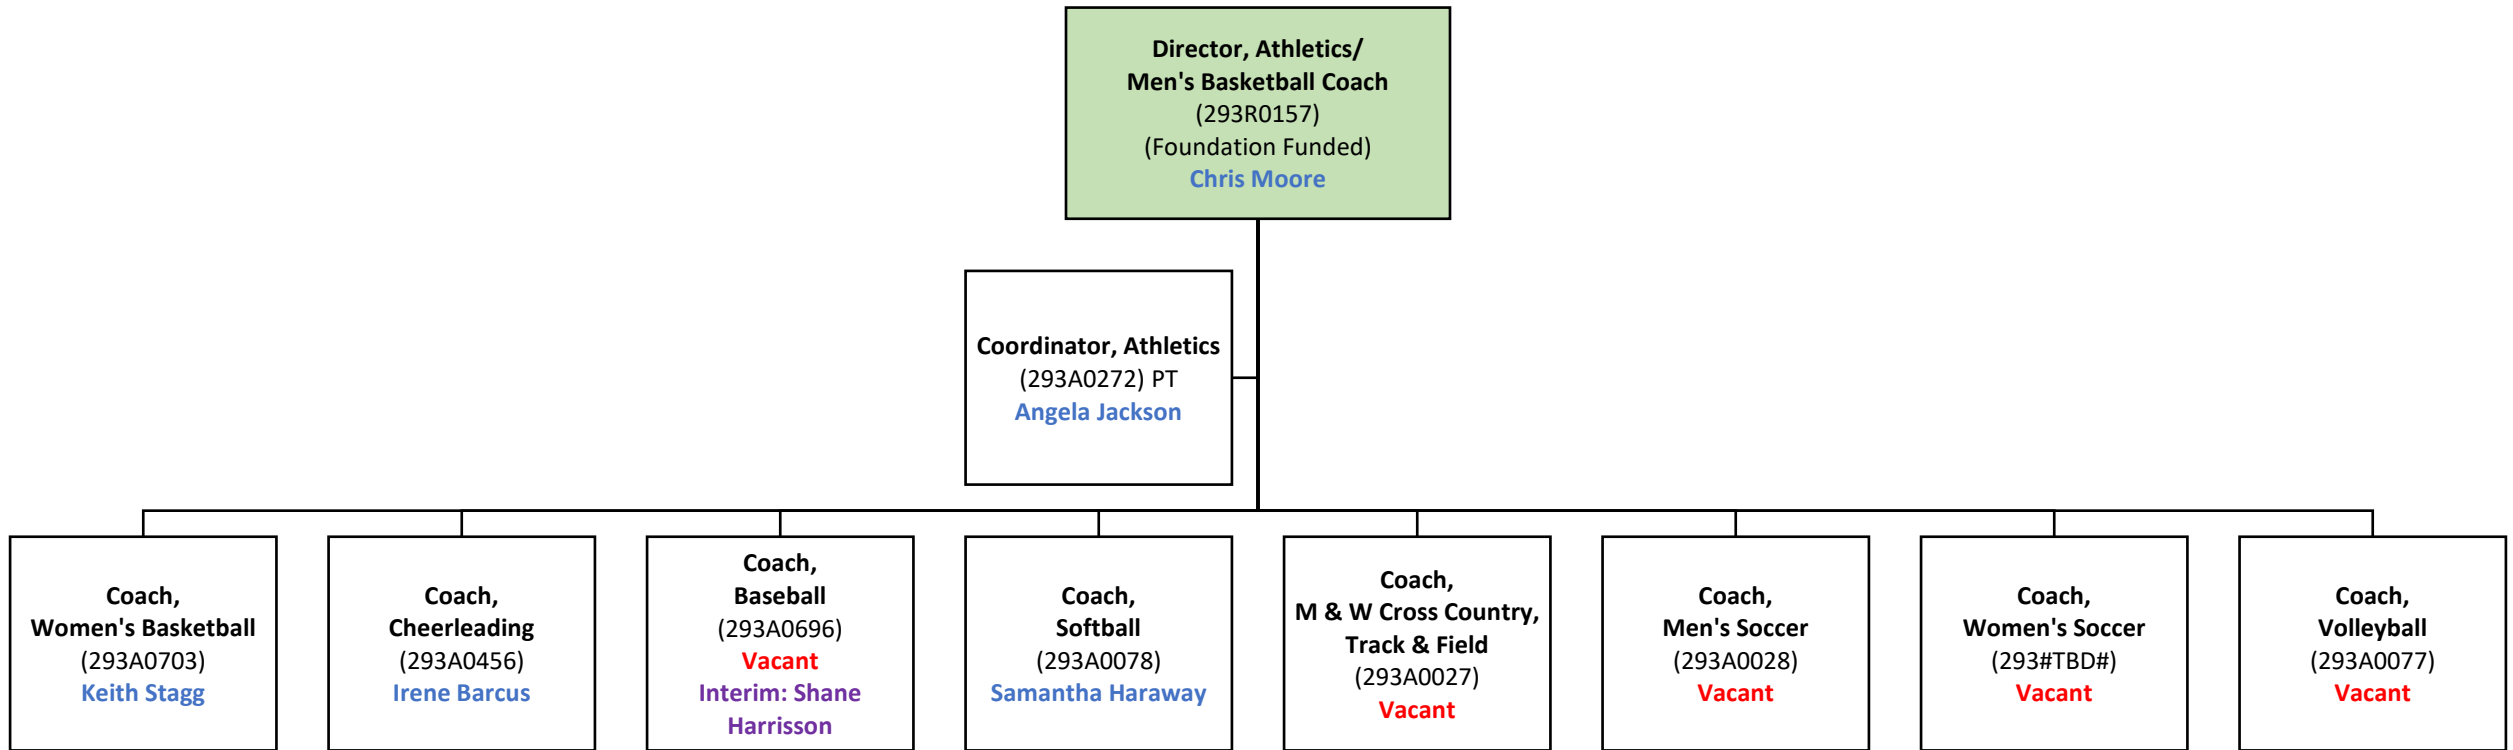 Director, Athletics/
Men's Basketball Coach
(293R0157)
(Foundation Funded)
Chris Moore
Coordinator, Athletics
(293A0272) PT
Angela Jackson
Coach,
Women's Basketball
(293A0703)
Keith Stagg
Coach,
Cheerleading
(293A0456)
Irene Barcus
Coach,
Baseball
(293A0696)
Vacant
Interim: Shane
Harrisson
Coach,
Softball
(293A0078)
Samantha Haraway
Coach,
M & W Cross Country,
Track & Field
(293A0027)
Vacant
Coach,
Men's Soccer
(293A0028)
Vacant
Coach,
Women's Soccer
(293#TBD#)
Vacant
Coach,
Volleyball
(293A0077)
Vacant